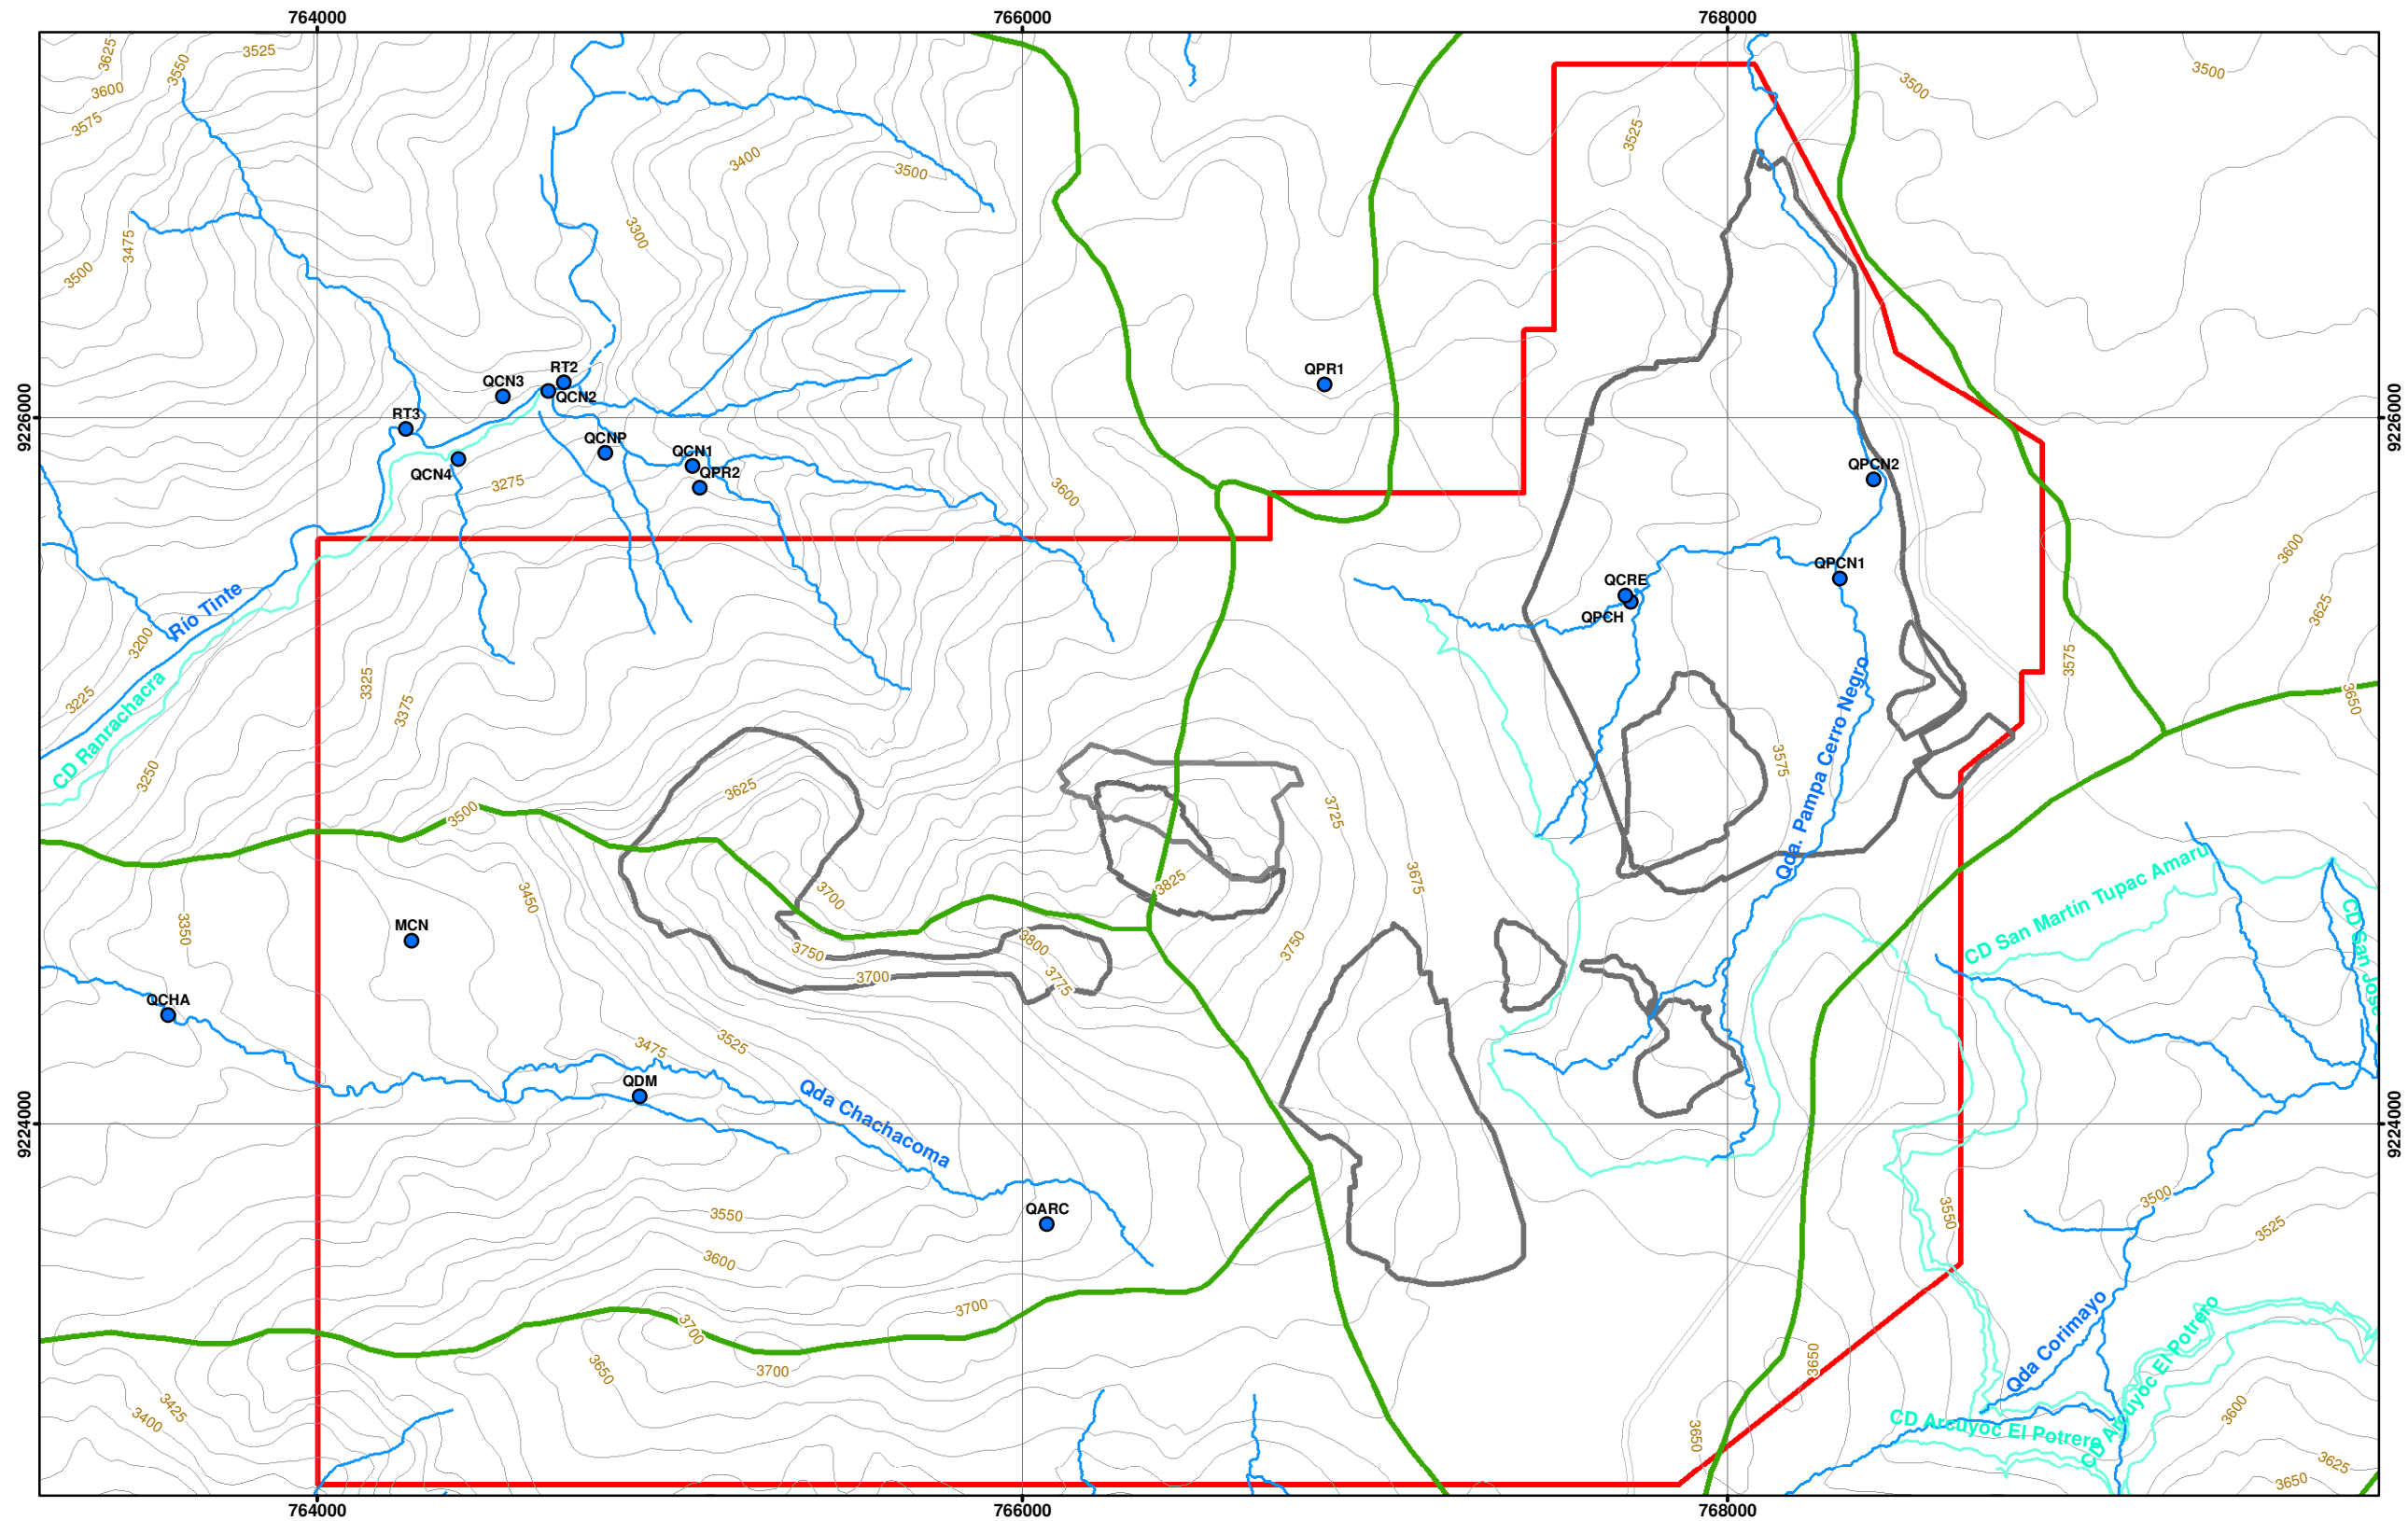 764000
766000
768000
3625
3550
3525
3600
3575
3500
3500
3525
3400
3500
3475
3300
3500
RT2
QCN3
QCN2
RT3
QPR1
9226000
9226000
QCNP
QCN1
QPR2
QCN4
3275
3600
QPCN2
3600
QPCN1
QCRE
QPCH
Río Tinte
3200
3625
3225
3325
3375
3575
3650
CD Ranrachacra
3250
3625
3575
Qda. Pampa Cerro Negro
3500
3725
3450
3700
3825
3675
CD San Martín Tupac Amaru
3350
MCN
3750
3800
3750
3700
3775
CD San Jose
QCHA
3475
3525
QDM
Qda Chachacoma
9224000
9224000
QARC
3550
3550
3500
3525
3600
3700
3700
3700
3650
3650
Qda Corimayo
CD Arcuyoc El Potrero
CD Arcuyoc El Potrero
3425
3400
3650
3600
3625
3650
764000
766000
768000